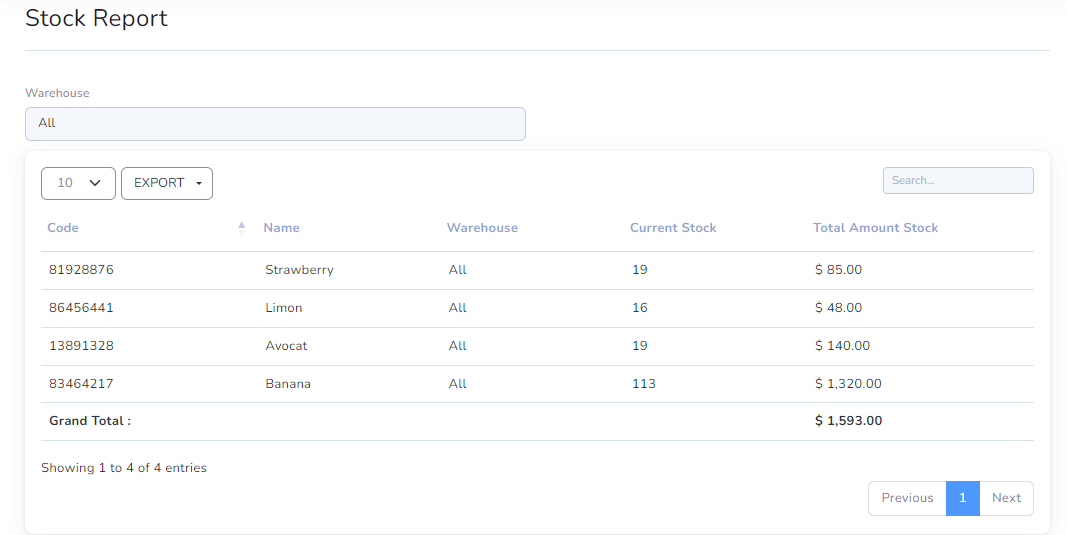 Stock Report
Warehouse
All
10 EXPORT Search...
Code Name Warehouse Current Stock Total Amount Stock
81928876 Strawberry All 19 $ 85.00
86456441 Limon All 16 $ 48.00
13891328 Avocat All 19 $ 140.00
83464217 Banana All 113 $ 1,320.00
Grand Total : $ 1,593.00
Showing 1 to 4 of 4 entries
Previous 1 Next